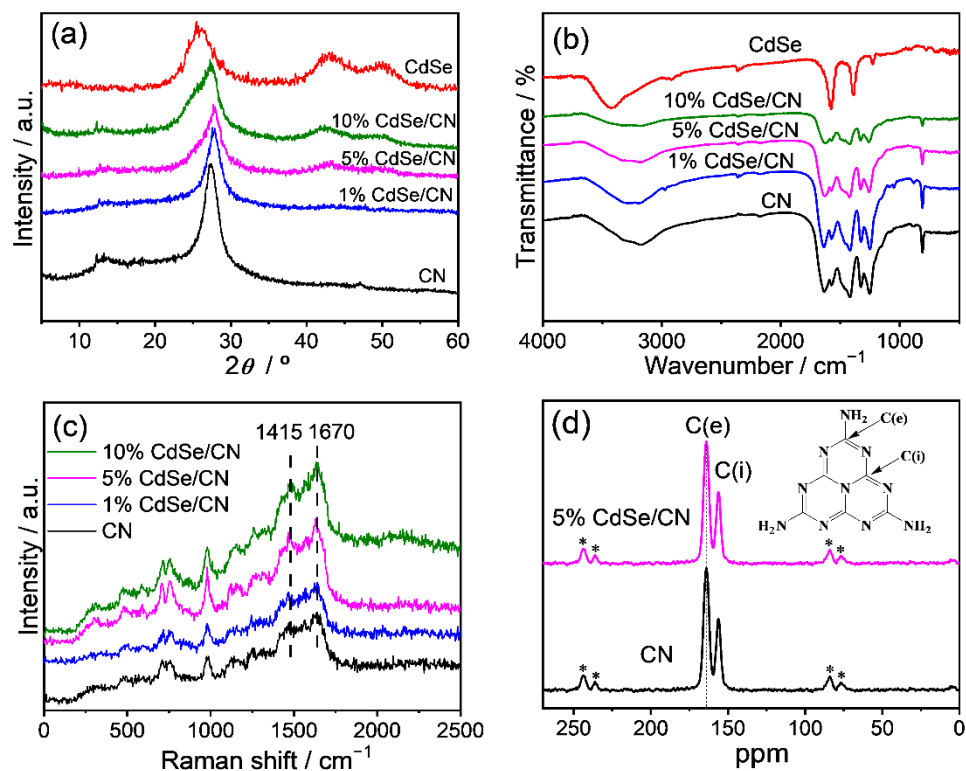 (a)
CdSe
10% CdSe/CN
5% CdSe/CN
1% CdSe/CN
CN
Intensity / a.u.
10 20 30 40 50 60
2θ / º
(b)
CdSe
10% CdSe/CN
5% CdSe/CN
1% CdSe/CN
CN
Transmittance / %
4000 3000 2000 1000
Wavenumber / cm⁻¹
(c)
1415 1670
10% CdSe/CN
5% CdSe/CN
1% CdSe/CN
CN
Intensity / a.u.
0 500 1000 1500 2000 2500
Raman shift / cm⁻¹
(d)
C(e)
C(i)
NH₂
C(e)
C(i)
N N
N N N
N N N
H₂N NH₂
5% CdSe/CN
* * * *
CN
* * * *
250 200 150 100 50 0
ppm